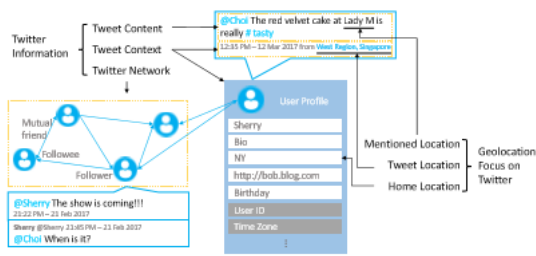 @Choi The red velvet cake at Lady M is
really # tasty
12:35 PM – 12 Mar 2017 from West Region, Singapore
Twitter
Information
Tweet Content
Tweet Context
Twitter Network
Mutual
friend
Followee
Follower
@Sherry The show is coming!!!
21:22 PM – 21 Feb 2017
Sherry @Sherry 21:45 PM – 21 Feb 2017
@Choi When is it?
User Profile
Sherry
Bio
NY
http://bob.blog.com
Birthday
User ID
Time Zone
⋮
Mentioned Location
Tweet Location
Home Location
Geolocation
Focus on
Twitter